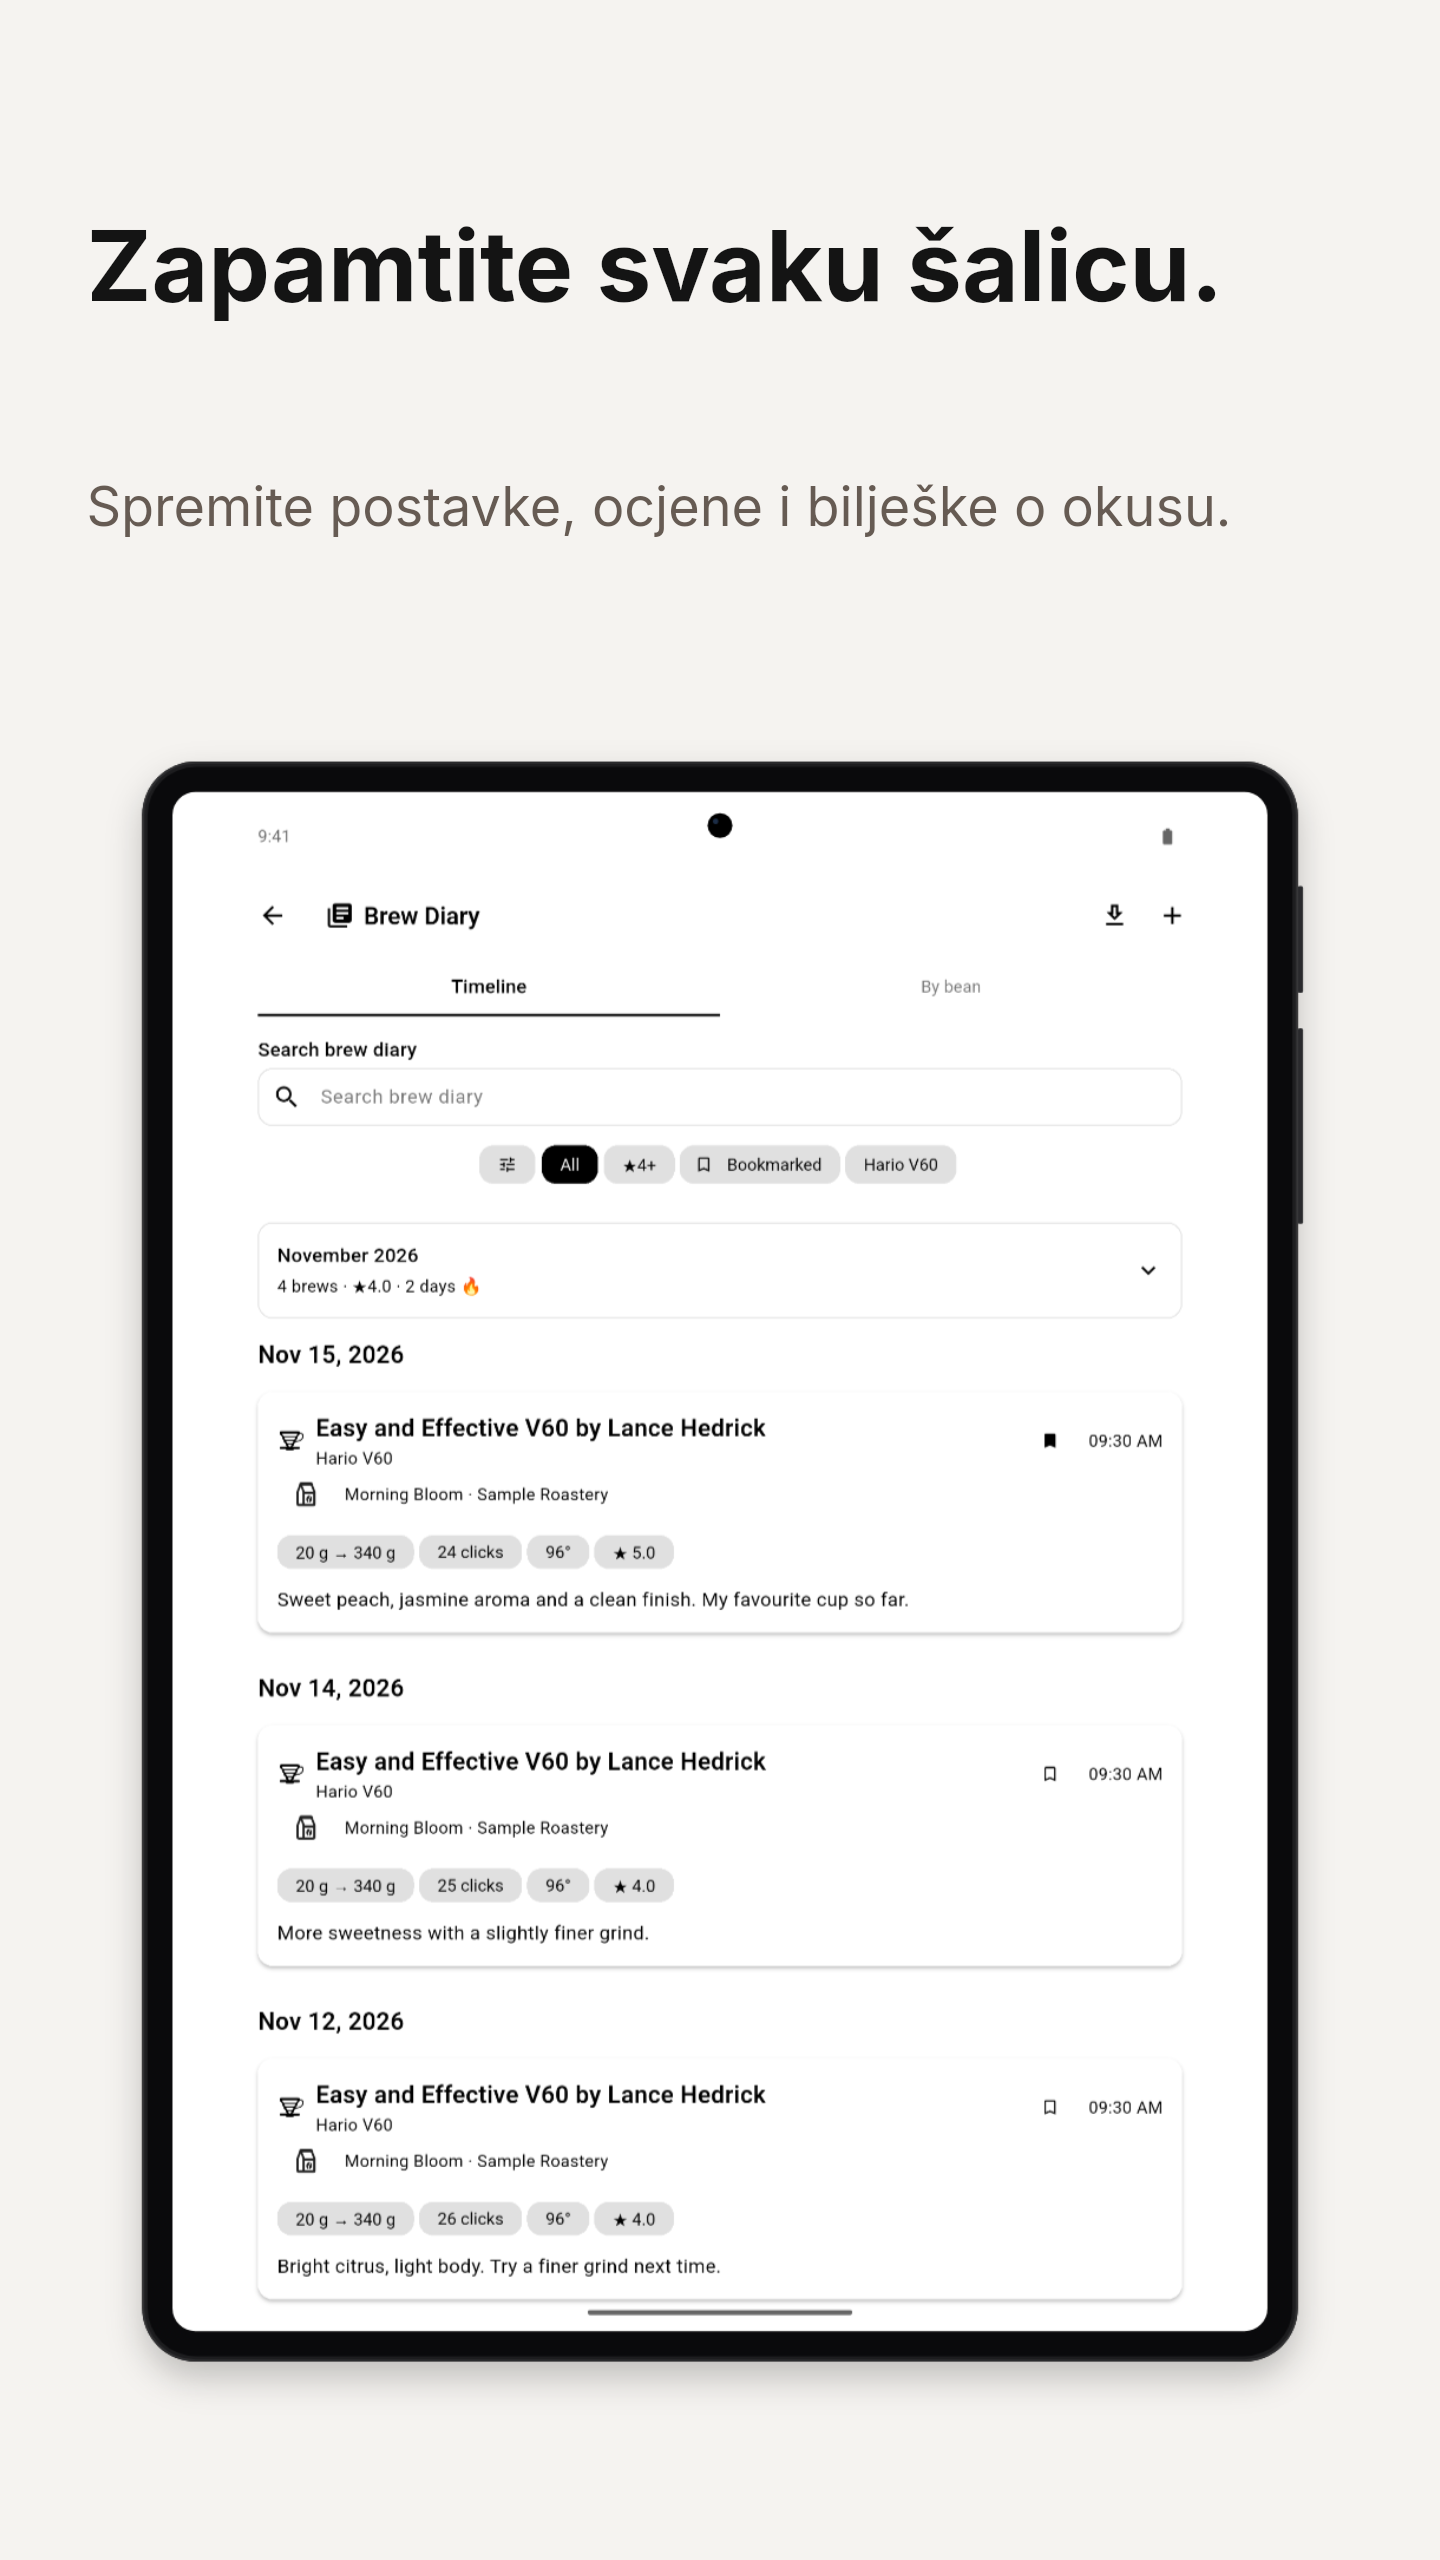 Zapamtite svaku šalicu.
Spremite postavke, ocjene i bilješke o okusu.
9:41
Brew Diary
Timeline
By bean
Search brew diary
Search brew diary
All
★4+
Bookmarked
Hario V60
November 2026
4 brews · ★4.0 · 2 days 🔥
Nov 15, 2026
Easy and Effective V60 by Lance Hedrick
09:30 AM
Hario V60
Morning Bloom · Sample Roastery
20 g → 340 g
24 clicks
96°
★ 5.0
Sweet peach, jasmine aroma and a clean finish. My favourite cup so far.
Nov 14, 2026
Easy and Effective V60 by Lance Hedrick
09:30 AM
Hario V60
Morning Bloom · Sample Roastery
20 g → 340 g
25 clicks
96°
★ 4.0
More sweetness with a slightly finer grind.
Nov 12, 2026
Easy and Effective V60 by Lance Hedrick
09:30 AM
Hario V60
Morning Bloom · Sample Roastery
20 g → 340 g
26 clicks
96°
★ 4.0
Bright citrus, light body. Try a finer grind next time.